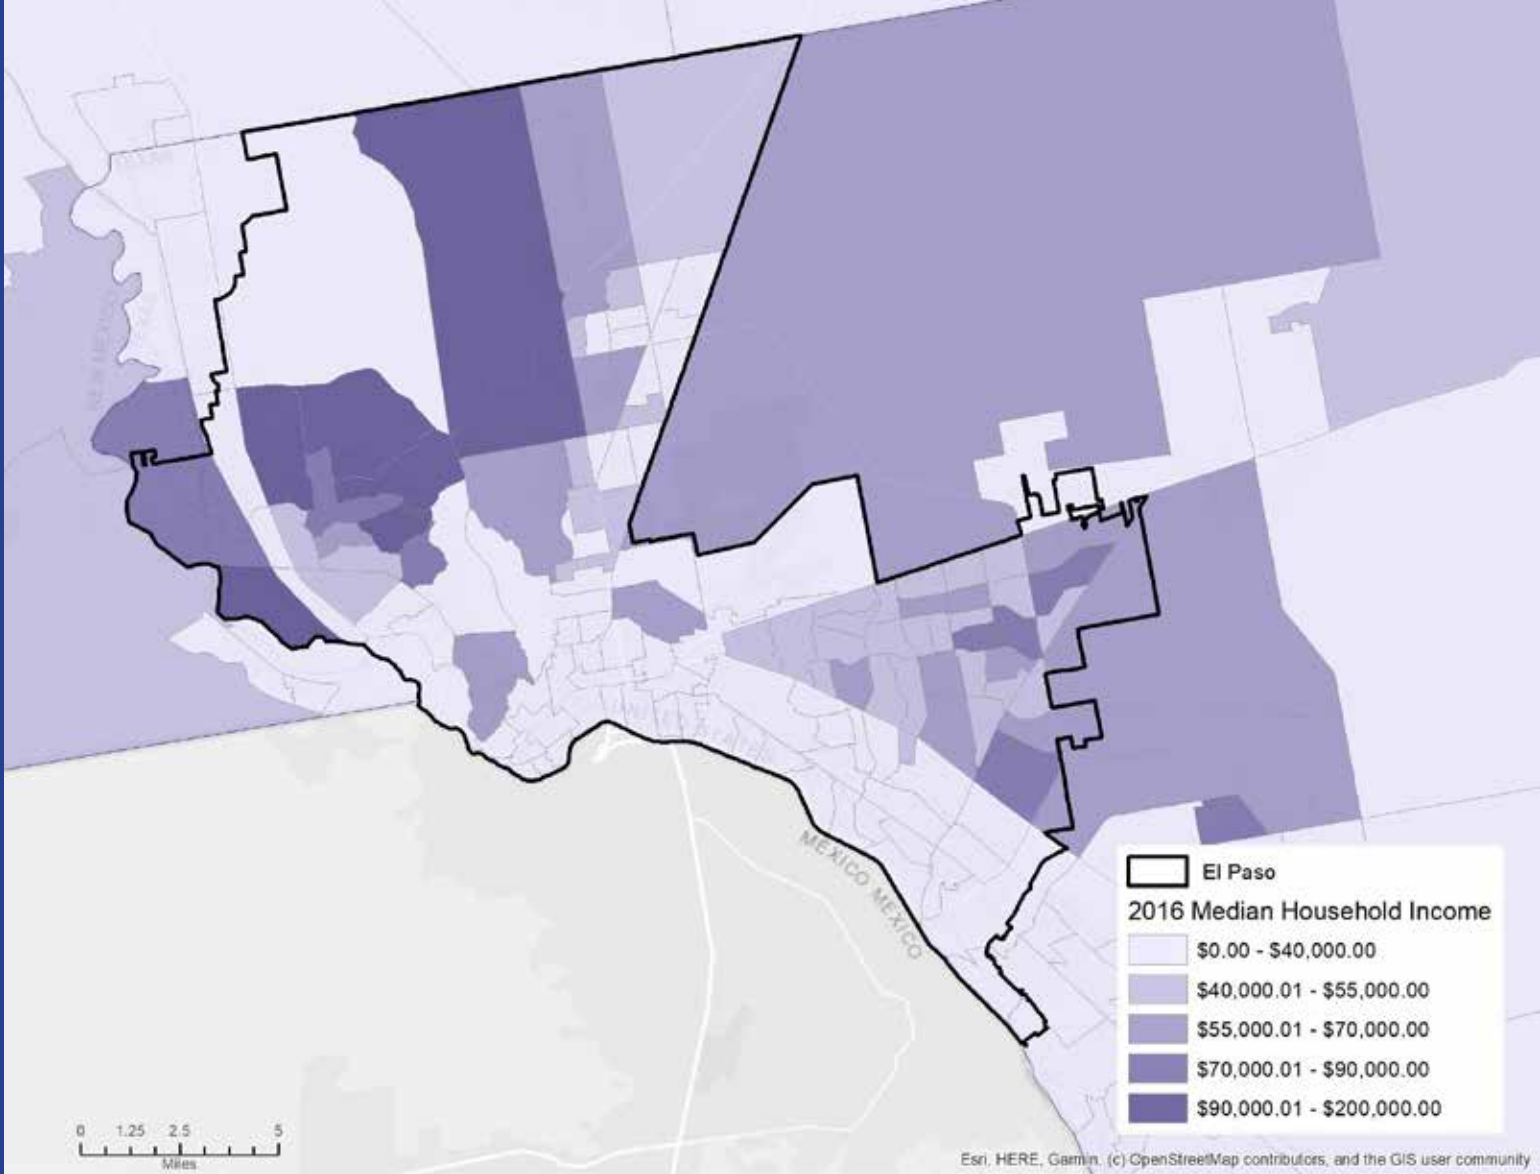 NEW MEXICO
MEXICO MEXICO
El Paso
2016 Median Household Income
$0.00 - $40,000.00
$40,000.01 - $55,000.00
$55,000.01 - $70,000.00
$70,000.01 - $90,000.00
$90,000.01 - $200,000.00
0 1.25 2.5 5
Miles
Esri, HERE, Garmin, (c) OpenStreetMap contributors, and the GIS user community